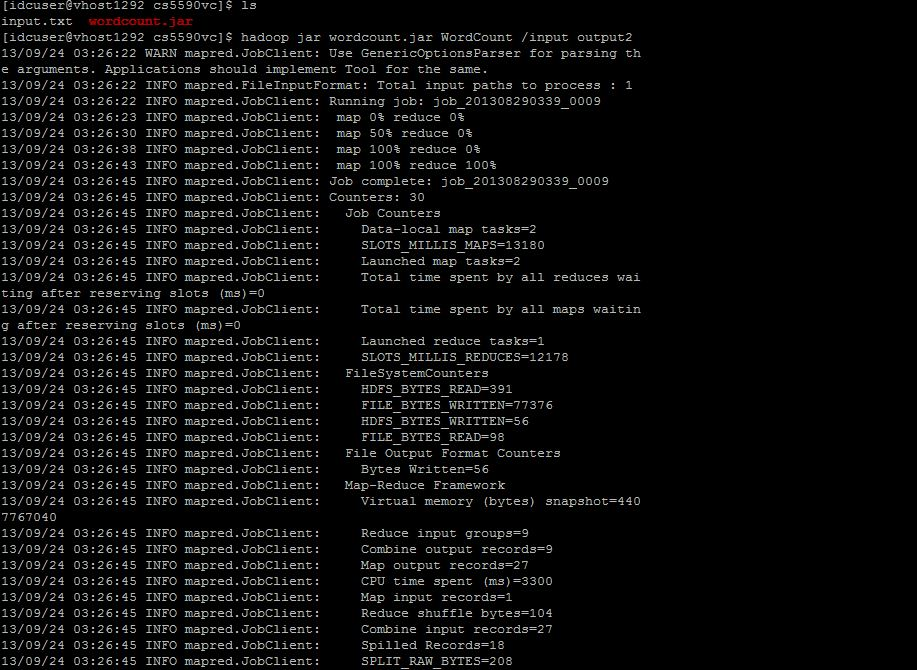 [idcuser@vhost1292 cs5590vc]$ ls
input.txt  wordcount.jar
[idcuser@vhost1292 cs5590vc]$ hadoop jar wordcount.jar WordCount /input output2
13/09/24 03:26:22 WARN mapred.JobClient: Use GenericOptionsParser for parsing th
e arguments. Applications should implement Tool for the same.
13/09/24 03:26:22 INFO mapred.FileInputFormat: Total input paths to process : 1
13/09/24 03:26:22 INFO mapred.JobClient: Running job: job_201308290339_0009
13/09/24 03:26:23 INFO mapred.JobClient:  map 0% reduce 0%
13/09/24 03:26:30 INFO mapred.JobClient:  map 50% reduce 0%
13/09/24 03:26:38 INFO mapred.JobClient:  map 100% reduce 0%
13/09/24 03:26:43 INFO mapred.JobClient:  map 100% reduce 100%
13/09/24 03:26:45 INFO mapred.JobClient: Job complete: job_201308290339_0009
13/09/24 03:26:45 INFO mapred.JobClient: Counters: 30
13/09/24 03:26:45 INFO mapred.JobClient:   Job Counters
13/09/24 03:26:45 INFO mapred.JobClient:     Data-local map tasks=2
13/09/24 03:26:45 INFO mapred.JobClient:     SLOTS_MILLIS_MAPS=13180
13/09/24 03:26:45 INFO mapred.JobClient:     Launched map tasks=2
13/09/24 03:26:45 INFO mapred.JobClient:     Total time spent by all reduces wai
ting after reserving slots (ms)=0
13/09/24 03:26:45 INFO mapred.JobClient:     Total time spent by all maps waitin
g after reserving slots (ms)=0
13/09/24 03:26:45 INFO mapred.JobClient:     Launched reduce tasks=1
13/09/24 03:26:45 INFO mapred.JobClient:     SLOTS_MILLIS_REDUCES=12178
13/09/24 03:26:45 INFO mapred.JobClient:   FileSystemCounters
13/09/24 03:26:45 INFO mapred.JobClient:     HDFS_BYTES_READ=391
13/09/24 03:26:45 INFO mapred.JobClient:     FILE_BYTES_WRITTEN=77376
13/09/24 03:26:45 INFO mapred.JobClient:     HDFS_BYTES_WRITTEN=56
13/09/24 03:26:45 INFO mapred.JobClient:     FILE_BYTES_READ=98
13/09/24 03:26:45 INFO mapred.JobClient:   File Output Format Counters
13/09/24 03:26:45 INFO mapred.JobClient:     Bytes Written=56
13/09/24 03:26:45 INFO mapred.JobClient:   Map-Reduce Framework
13/09/24 03:26:45 INFO mapred.JobClient:     Virtual memory (bytes) snapshot=440
7767040
13/09/24 03:26:45 INFO mapred.JobClient:     Reduce input groups=9
13/09/24 03:26:45 INFO mapred.JobClient:     Combine output records=9
13/09/24 03:26:45 INFO mapred.JobClient:     Map output records=27
13/09/24 03:26:45 INFO mapred.JobClient:     CPU time spent (ms)=3300
13/09/24 03:26:45 INFO mapred.JobClient:     Map input records=1
13/09/24 03:26:45 INFO mapred.JobClient:     Reduce shuffle bytes=104
13/09/24 03:26:45 INFO mapred.JobClient:     Combine input records=27
13/09/24 03:26:45 INFO mapred.JobClient:     Spilled Records=18
13/09/24 03:26:45 INFO mapred.JobClient:     SPLIT_RAW_BYTES=208